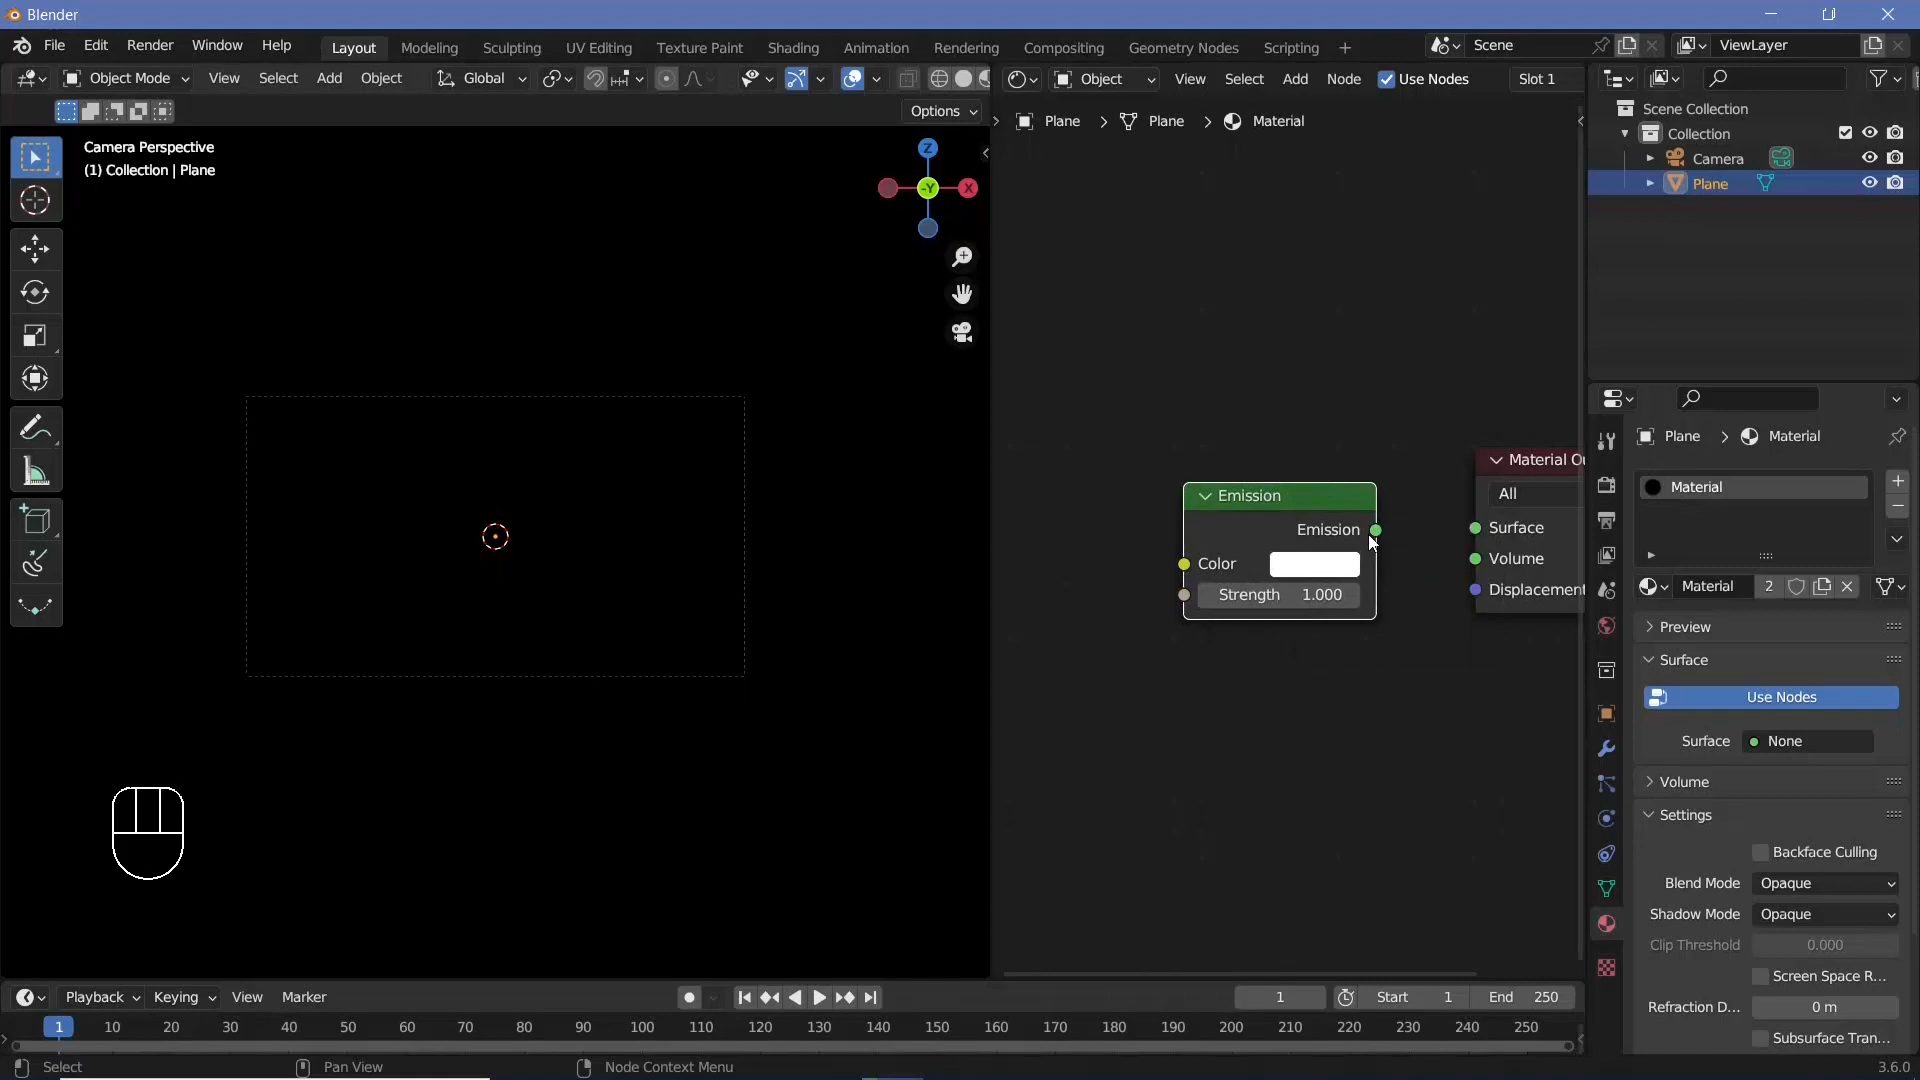 Blender
File Edit Render Window Help
Layout Modeling Sculpting UV Editing Texture Paint Shading Animation Rendering Compositing Geometry Nodes Scripting
Scene
ViewLayer
Object Mode View Select Add Object Global
Options
Object View Select Add Node Use Nodes Slot 1
Camera Perspective
(1) Collection | Plane
Z
X
-Y
Plane Plane Material
Emission
Emission
Color
Strength 1.000
Material Ou
All
Surface
Volume
Displacement
Scene Collection
Collection
Camera
Plane
Plane Material
Material
Material 2
Preview
Surface
Use Nodes
Surface None
Volume
Settings
Backface Culling
Blend Mode Opaque
Shadow Mode Opaque
Clip Threshold 0.000
Screen Space R...
Refraction D... 0 m
Subsurface Tran...
Playback Keying View Marker
1 Start 1 End 250
1 10 20 30 40 50 60 70 80 90 100 110 120 130 140 150 160 170 180 190 200 210 220 230 240 250
Select Pan View Node Context Menu 3.6.0